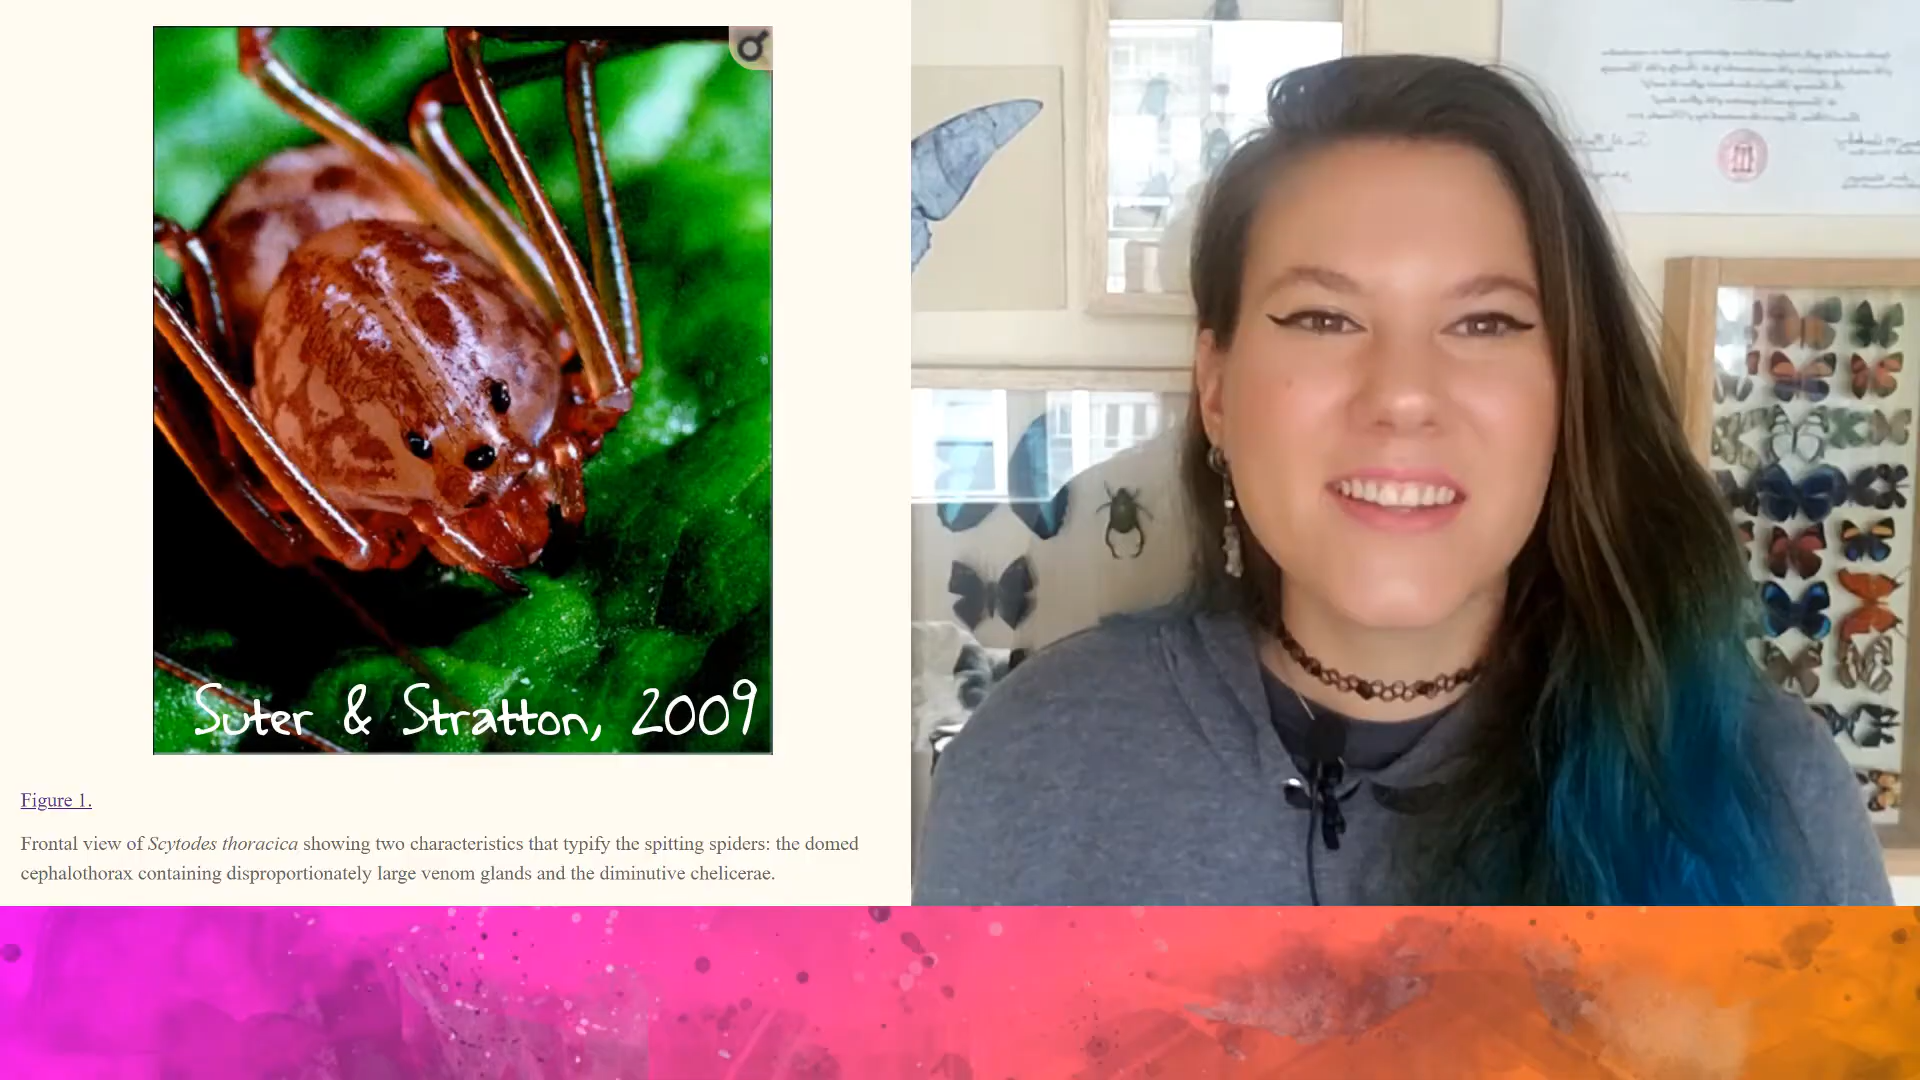 Suter & Stratton, 2009
Figure 1.
Frontal view of Scytodes thoracica showing two characteristics that typify the spitting spiders: the domed
cephalothorax containing disproportionately large venom glands and the diminutive chelicerae.